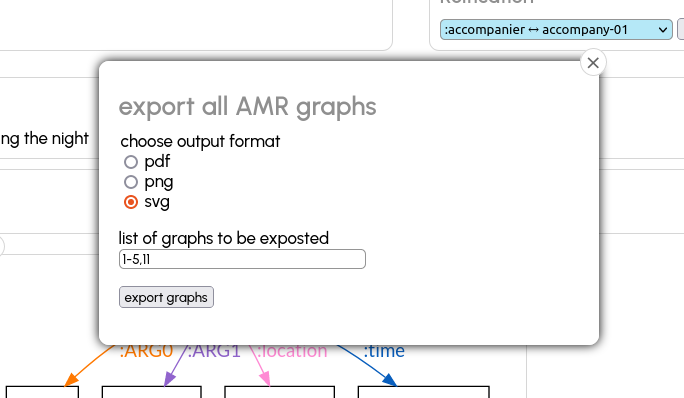 :accompanier ↔ accompany-01
export all AMR graphs
ng the night
choose output format
pdf
png
svg
list of graphs to be exposted
1-5,11
export graphs
:ARG0 :ARG1 :location :time